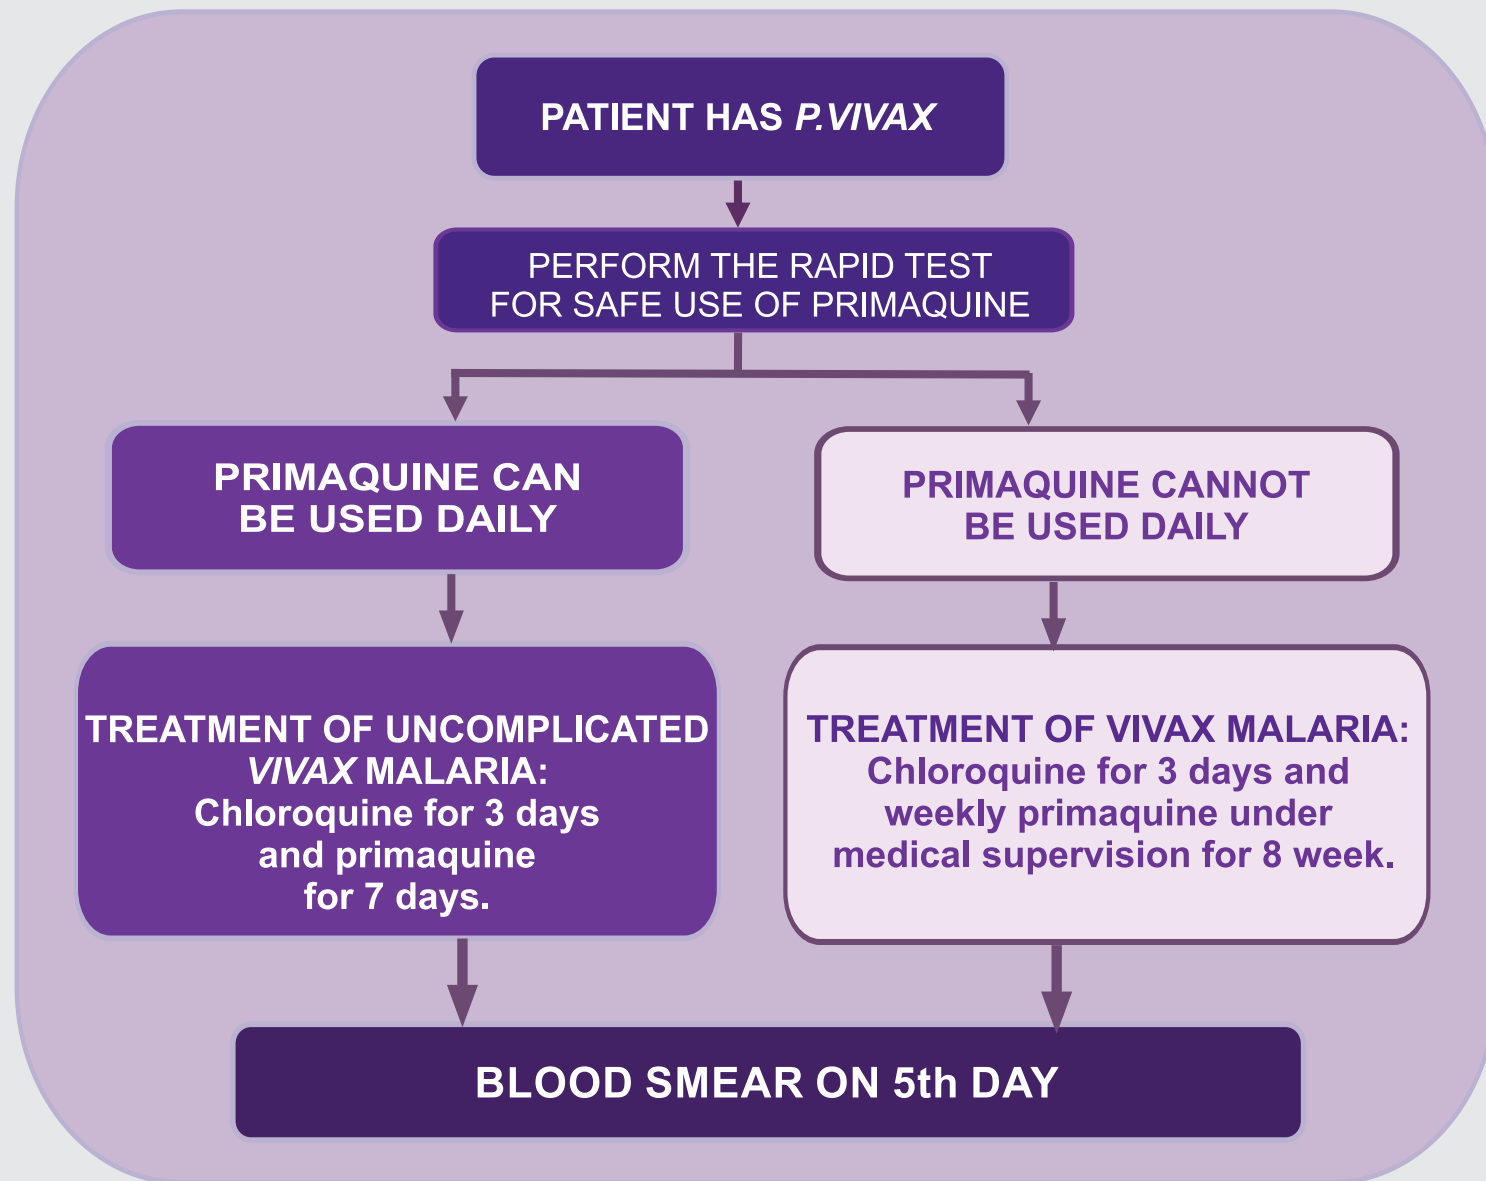 PATIENT HAS P.VIVAX
PERFORM THE RAPID TEST
FOR SAFE USE OF PRIMAQUINE
PRIMAQUINE CAN
BE USED DAILY
PRIMAQUINE CANNOT
BE USED DAILY
TREATMENT OF UNCOMPLICATED
VIVAX MALARIA:
Chloroquine for 3 days
and primaquine
for 7 days.
TREATMENT OF VIVAX MALARIA:
Chloroquine for 3 days and
weekly primaquine under
medical supervision for 8 week.
BLOOD SMEAR ON 5th DAY